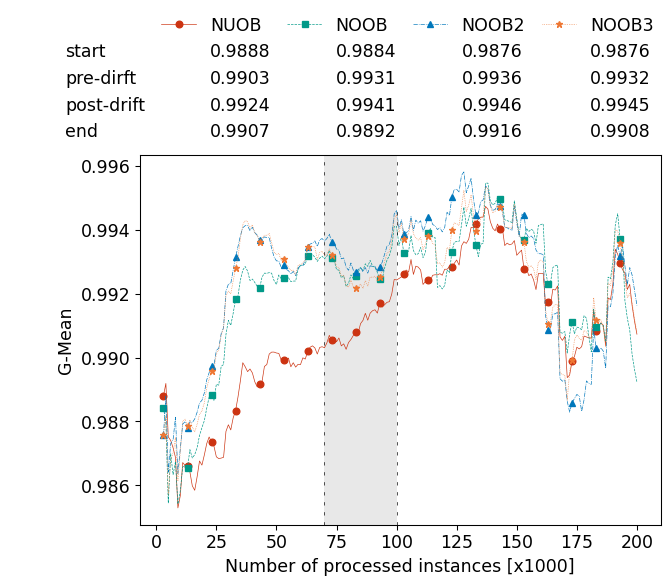 NUOB NOOB NOOB2 NOOB3
start 0.9888 0.9884 0.9876 0.9876
pre-dirft 0.9903 0.9931 0.9936 0.9932
post-drift 0.9924 0.9941 0.9946 0.9945
end 0.9907 0.9892 0.9916 0.9908
0.996
0.994
0.992
0.990
0.988
0.986
G-Mean
0 25 50 75 100 125 150 175 200
Number of processed instances [x1000]